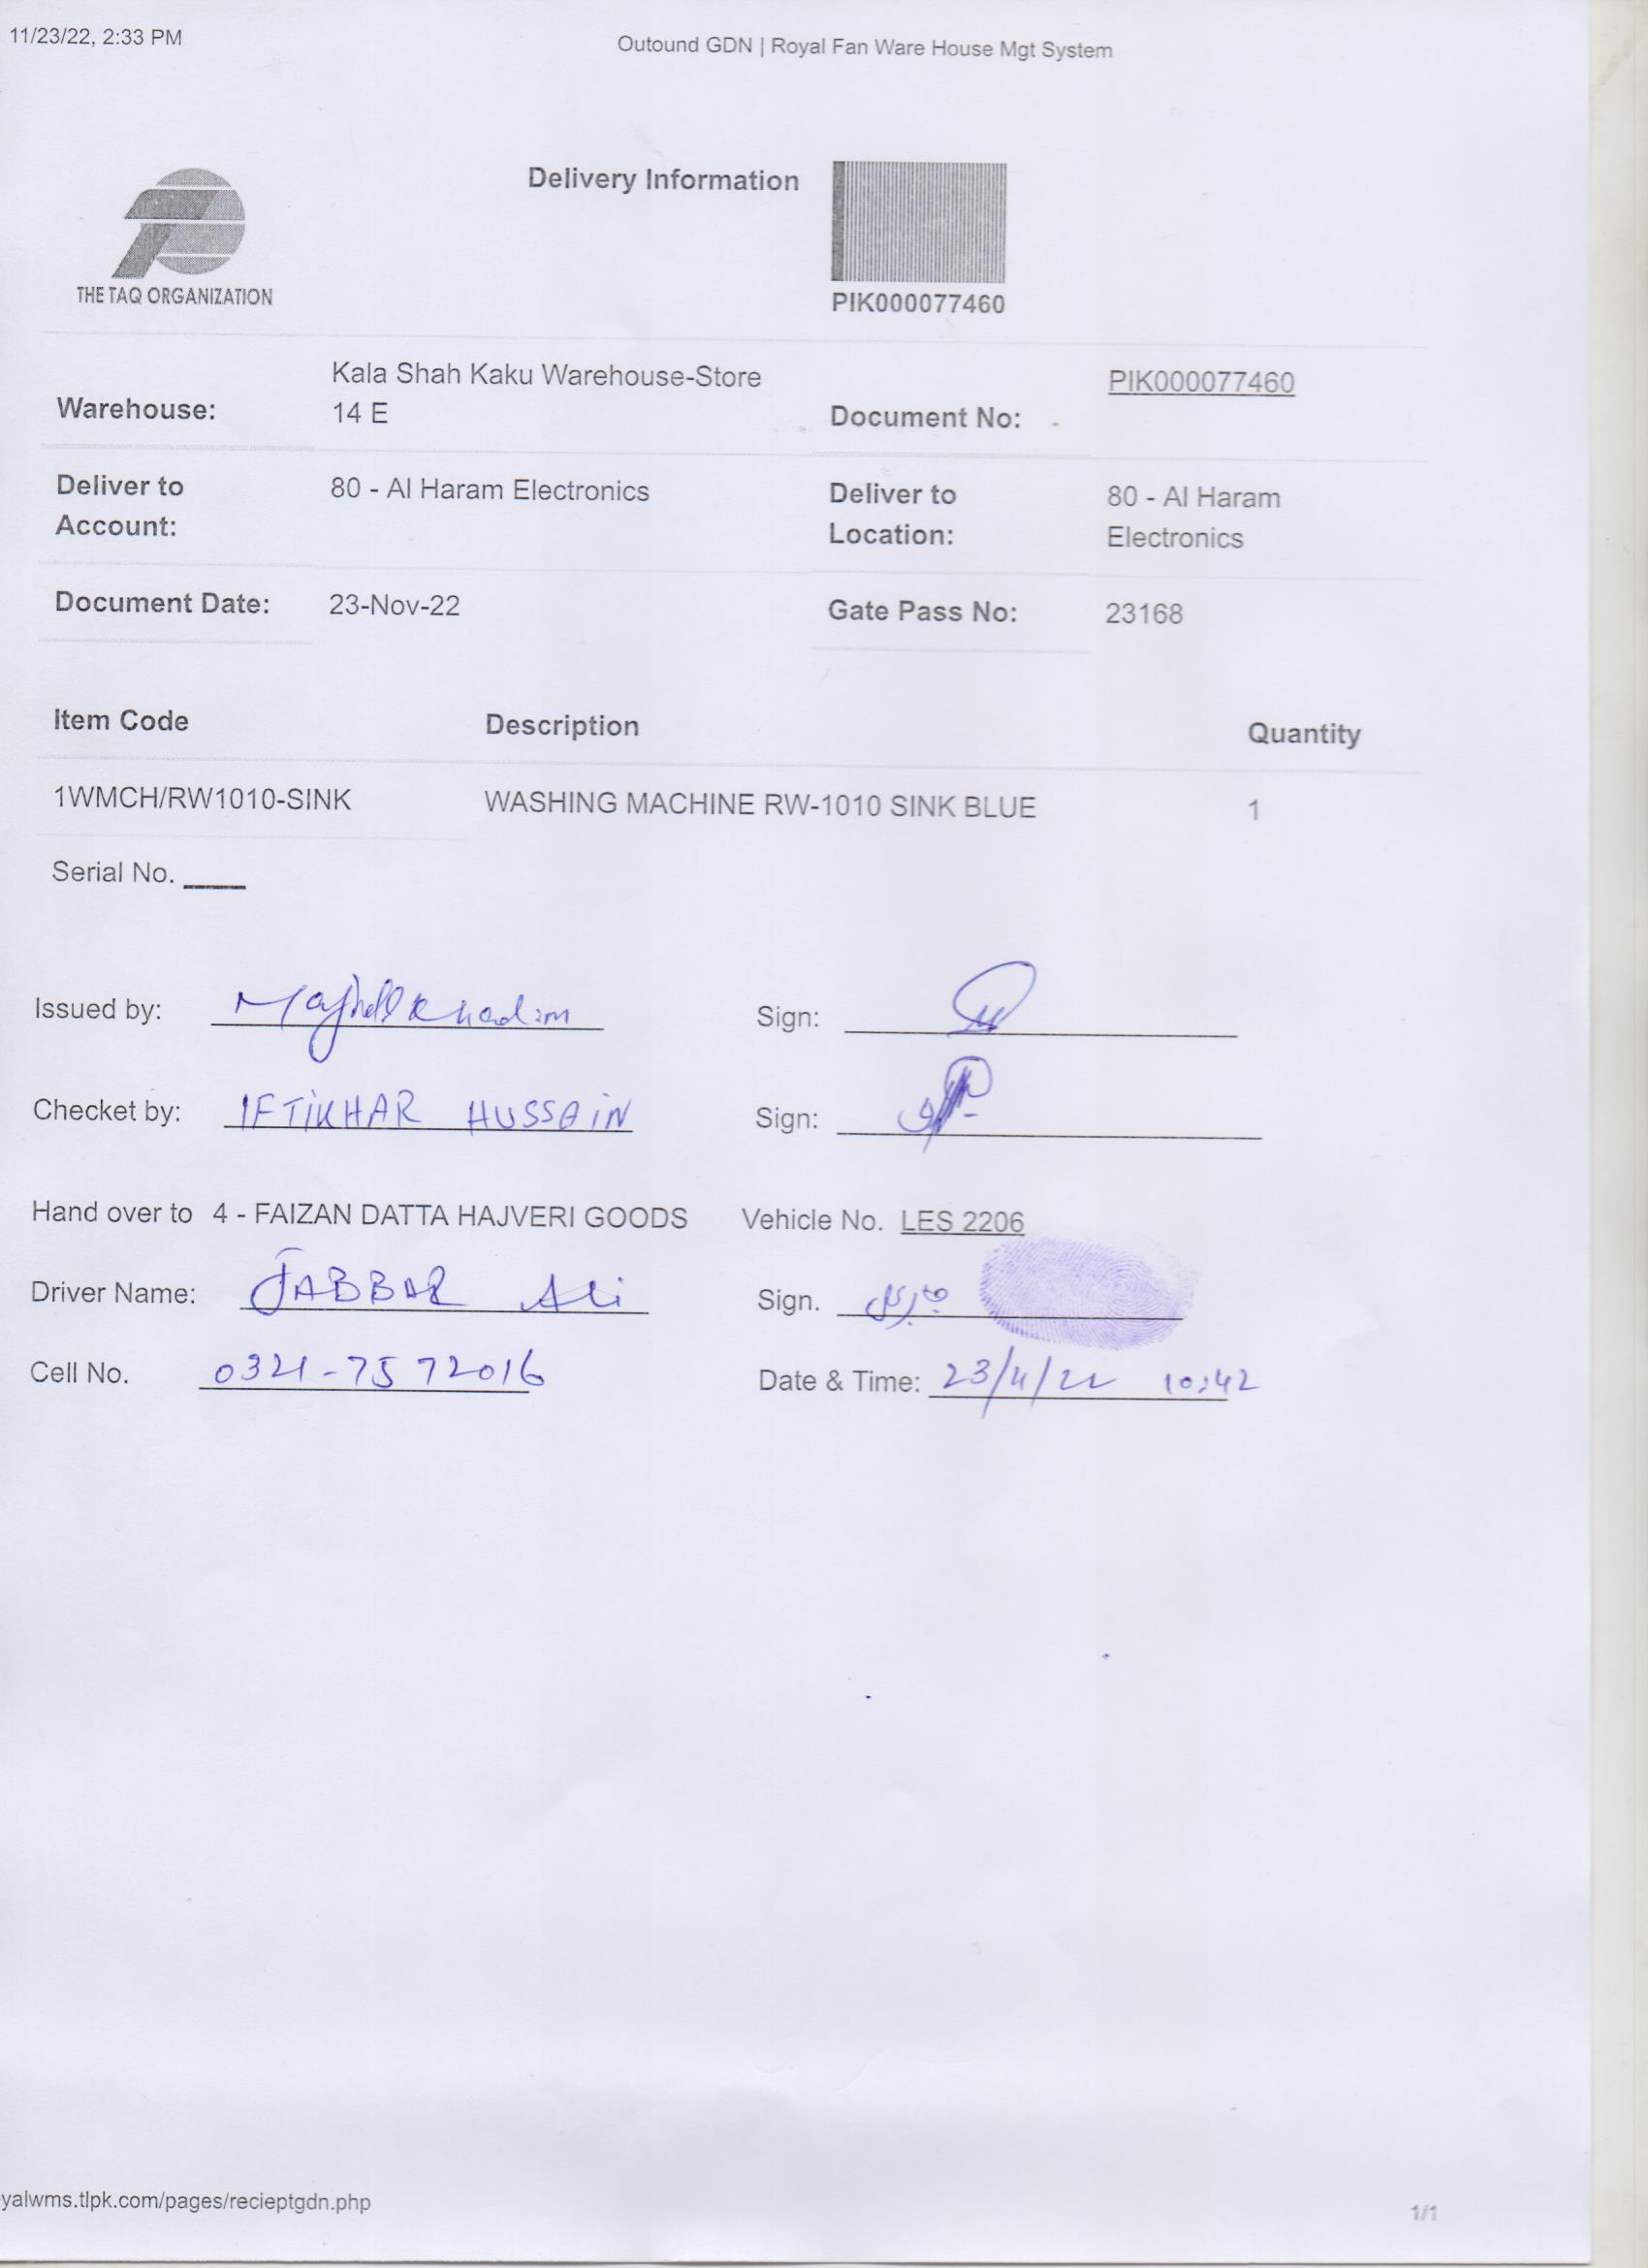 11/23/22, 2:33 PM
Outound GDN | Royal Fan Ware House Mgt System
Delivery Information
THE TAQ ORGANIZATION
PIK000077460
Kala Shah Kaku Warehouse-Store
Warehouse: 14 E
Document No: PIK000077460
Deliver to Account: 80 - Al Haram Electronics
Deliver to Location: 80 - Al Haram Electronics
Document Date: 23-Nov-22
Gate Pass No: 23168
Item Code Description Quantity
1WMCH/RW1010-SINK WASHING MACHINE RW-1010 SINK BLUE 1
Serial No. ____
Issued by: Khadim Sign:
Checket by: IFTIKHAR HUSSAIN Sign:
Hand over to 4 - FAIZAN DATTA HAJVERI GOODS Vehicle No. LES 2206
Driver Name: JABBAR Ali Sign.
Cell No. 0321-7572016 Date & Time: 23/11/22 10:42
yalwms.tlpk.com/pages/recieptgdn.php
1/1